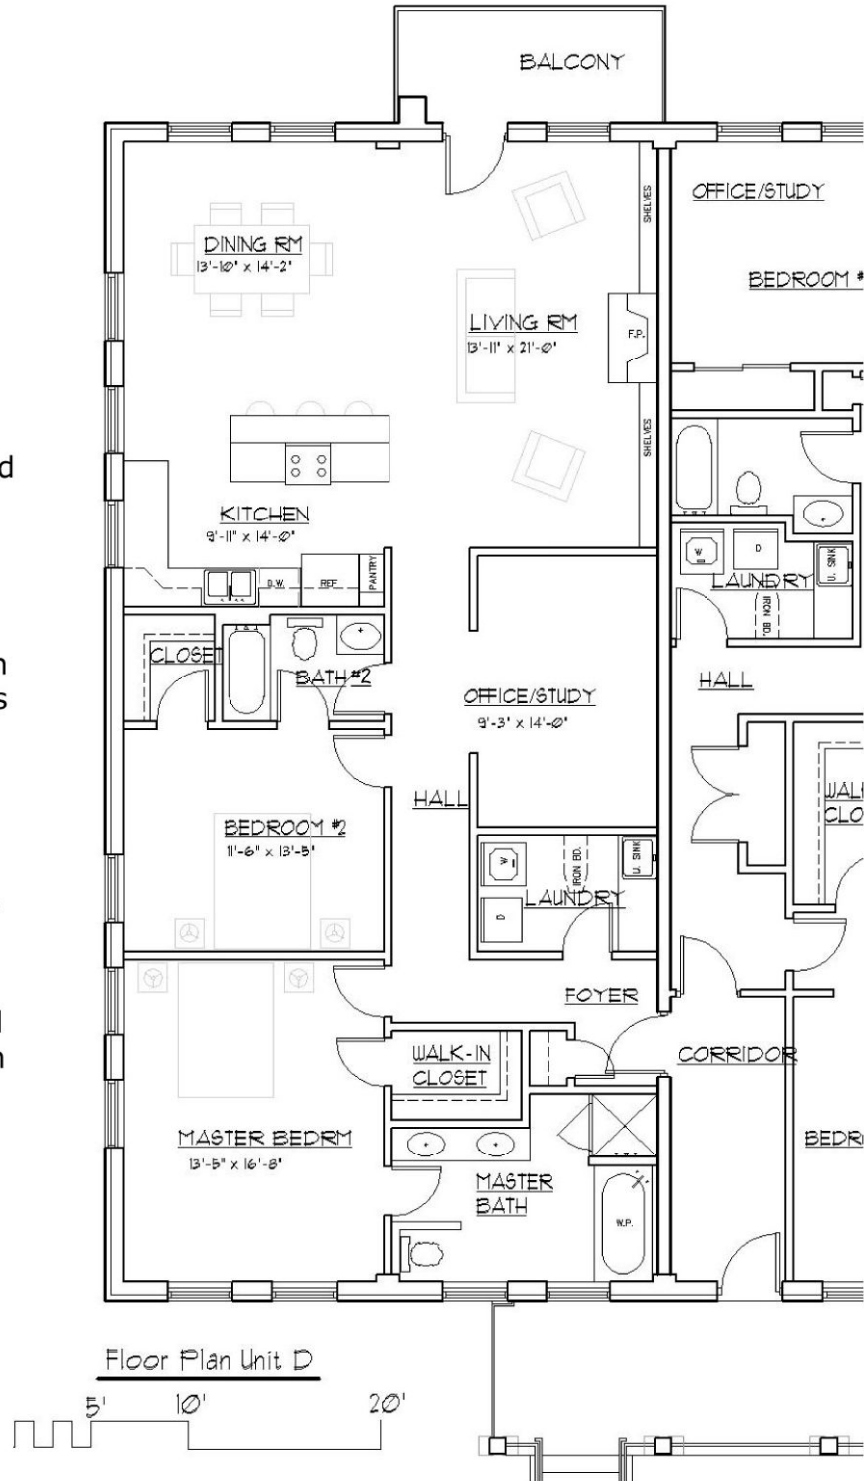 BALCONY
OFFICE/STUDY
SHELVES
DINING RM
13'-10" x 14'-2"
BEDROOM #
LIVING RM
13'-11" x 21'-0"
F.P.
SHELVES
d
KITCHEN
9'-11" x 14'-0"
D.W.
REF
PANTRY
W
D
U. SINK
LAUNDRY
IRON BD.
CLOSET
BATH #2
n
s
HALL
OFFICE/STUDY
9'-3" x 14'-0"
HALL
BEDROOM #2
11'-6" x 13'-5"
WAL
CLO
W
IRON BD.
U. SINK
LAUNDRY
D
FOYER
n
WALK-IN
CLOSET
CORRIDOR
MASTER BEDRM
13'-5" x 16'-8"
BEDR
MASTER
BATH
W.P.
Floor Plan Unit D
5' 10' 20'